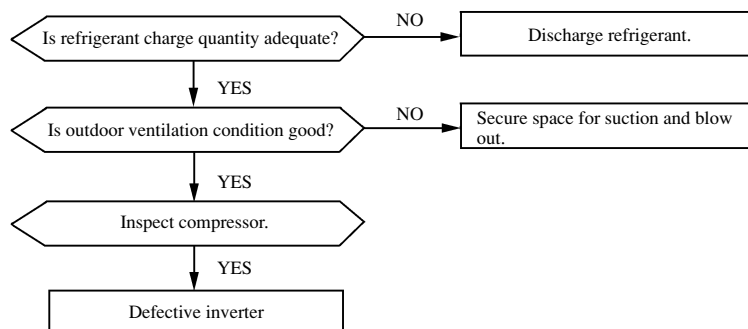 Is refrigerant charge quantity adequate?
NO
Discharge refrigerant.
YES
Is outdoor ventilation condition good?
NO
Secure space for suction and blow
out.
YES
Inspect compressor.
YES
Defective inverter